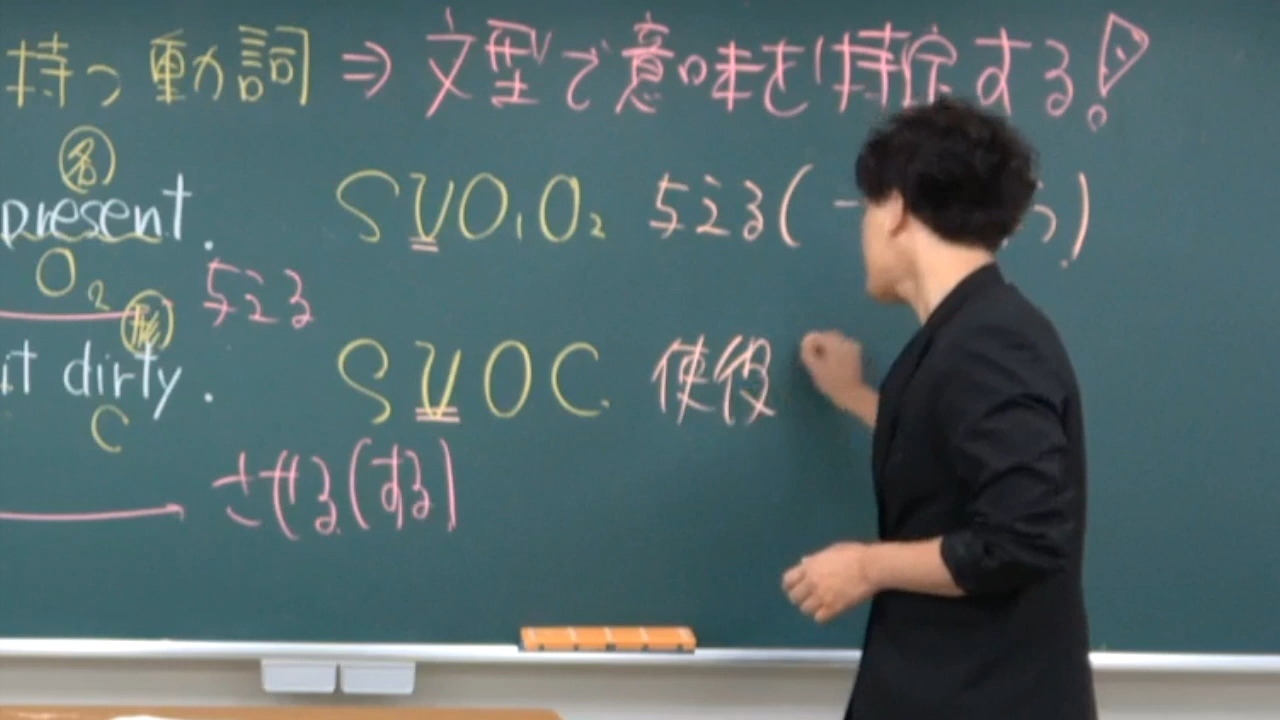 持つ動詞 ⇒ 文型で意味を特定する!
名
present. SVO₁O₂ 与える(
O₂ 与える
形
it dirty. SVOC 使役
C
させる(する)